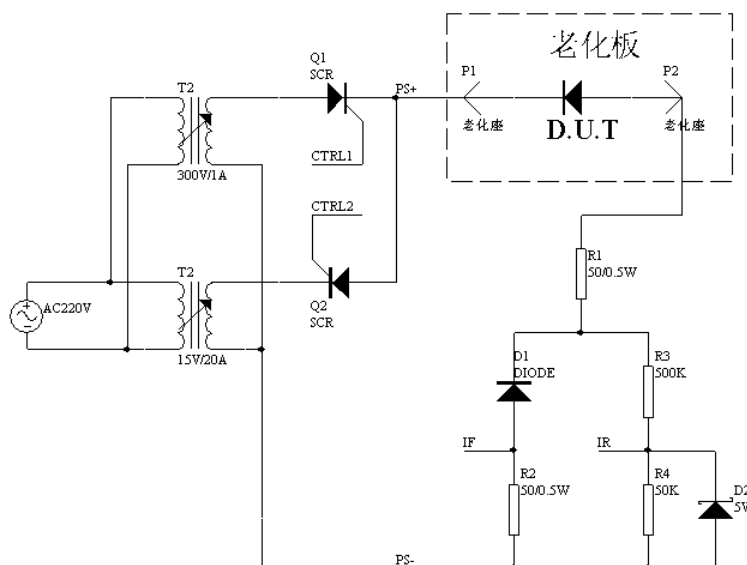 老化板
Q1
SCR
T2
PS+
P1
P2
老化座
D.U.T
老化座
CTRL1
300V/1A
CTRL2
R1
50/0.5W
T2
AC220V
Q2
SCR
15V/20A
D1
DIODE
R3
500K
IF
IR
R2
50/0.5W
R4
50K
D2
5W
PS-